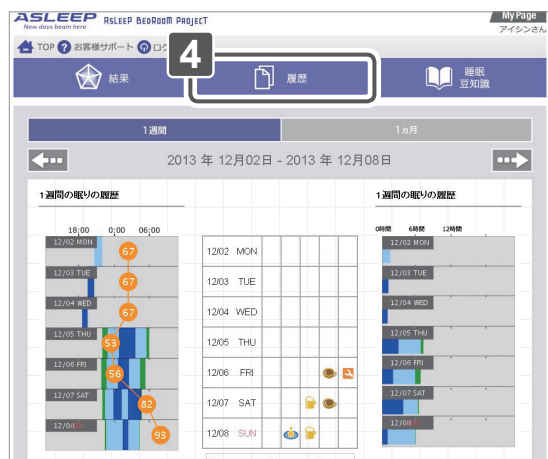 ASLEEP ASLEEP BEDROOM PROJECT
New days begin here
My Page
アイシンさん
TOP お客様サポート ログ
4
結果
履歴
睡眠
豆知識
1週間
1ヵ月
2013 年 12月02日 - 2013 年 12月08日
1週間の眠りの履歴
18:00 0:00 06:00
12/02 MON
67
12/03 TUE
67
12/04 WED
67
12/05 THU
53
12/06 FRI
56
12/07 SAT
82
12/08
93
12/02 MON
12/03 TUE
12/04 WED
12/05 THU
12/06 FRI
12/07 SAT
12/08 SUN
1週間の眠りの履歴
0時間 6時間 12時間
12/02 MON
12/03 TUE
12/04 WED
12/05 THU
12/06 FRI
12/07 SAT
12/08